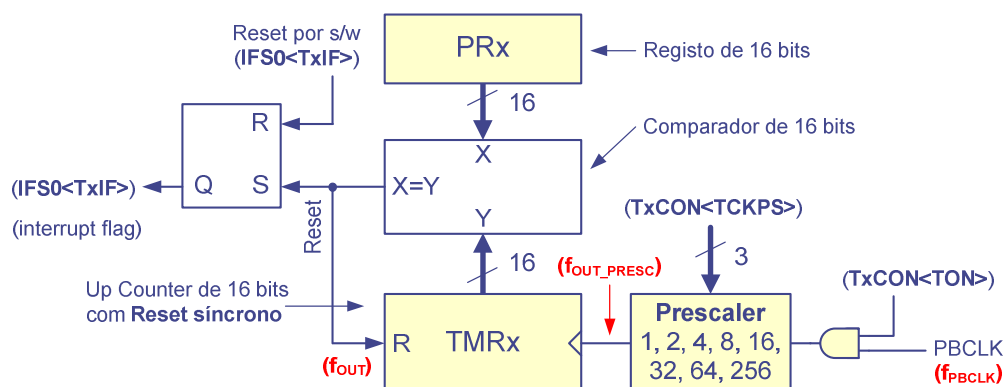 Reset por s/w
(IFS0<TxIF>)
PRx
Registo de 16 bits
16
R
Q
S
(IFS0<TxIF>)
(interrupt flag)
Comparador de 16 bits
X
X=Y
Y
Reset
16
(TxCON<TCKPS>)
3
(fOUT_PRESC)
(TxCON<TON>)
Up Counter de 16 bits
com Reset síncrono
R
TMRx
(fOUT)
Prescaler
1, 2, 4, 8, 16,
32, 64, 256
PBCLK
(fPBCLK)